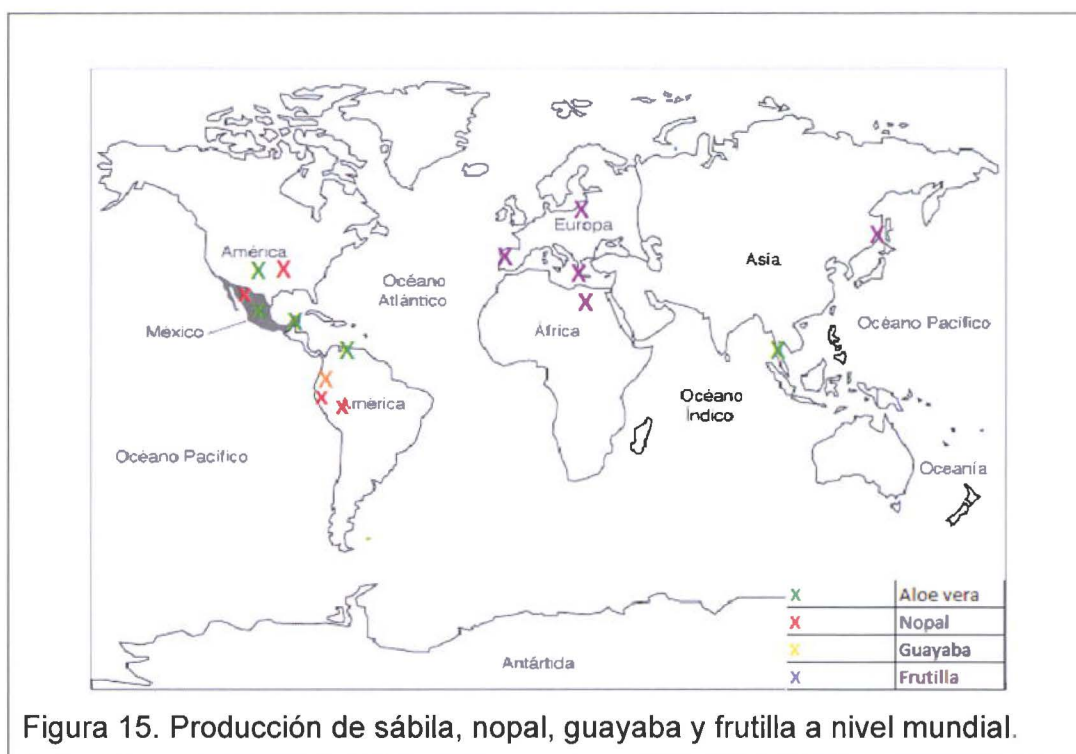 América
Europa
Asia
Océano
Atlántico
México
África
Océano Pacífico
América
Océano
Índico
Océano Pacífico
Oceanía
Antártida
X Aloe vera
X Nopal
X Guayaba
X Frutilla
Figura 15. Producción de sábila, nopal, guayaba y frutilla a nivel mundial.